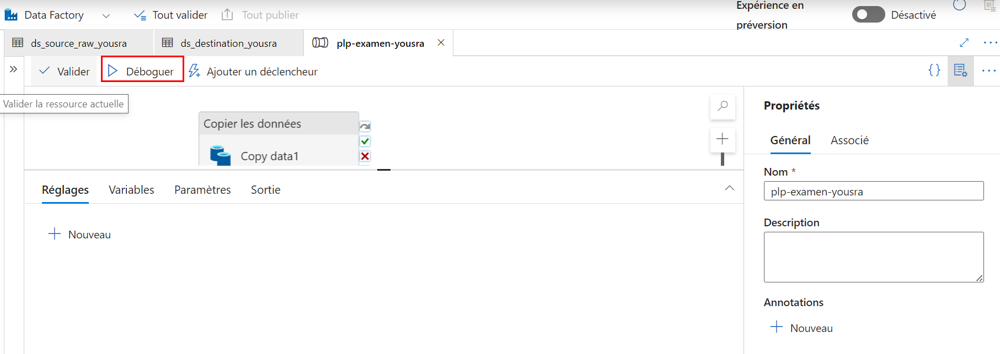 Data Factory
Tout valider
Tout publier
Expérience en
préversion
Désactivé
ds_source_raw_yousra
ds_destination_yousra
plp-examen-yousra
Valider
Déboguer
Ajouter un déclencheur
{}
Valider la ressource actuelle
Copier les données
Copy data1
Réglages
Variables
Paramètres
Sortie
Nouveau
Propriétés
Général
Associé
Nom *
plp-examen-yousra
Description
Annotations
Nouveau